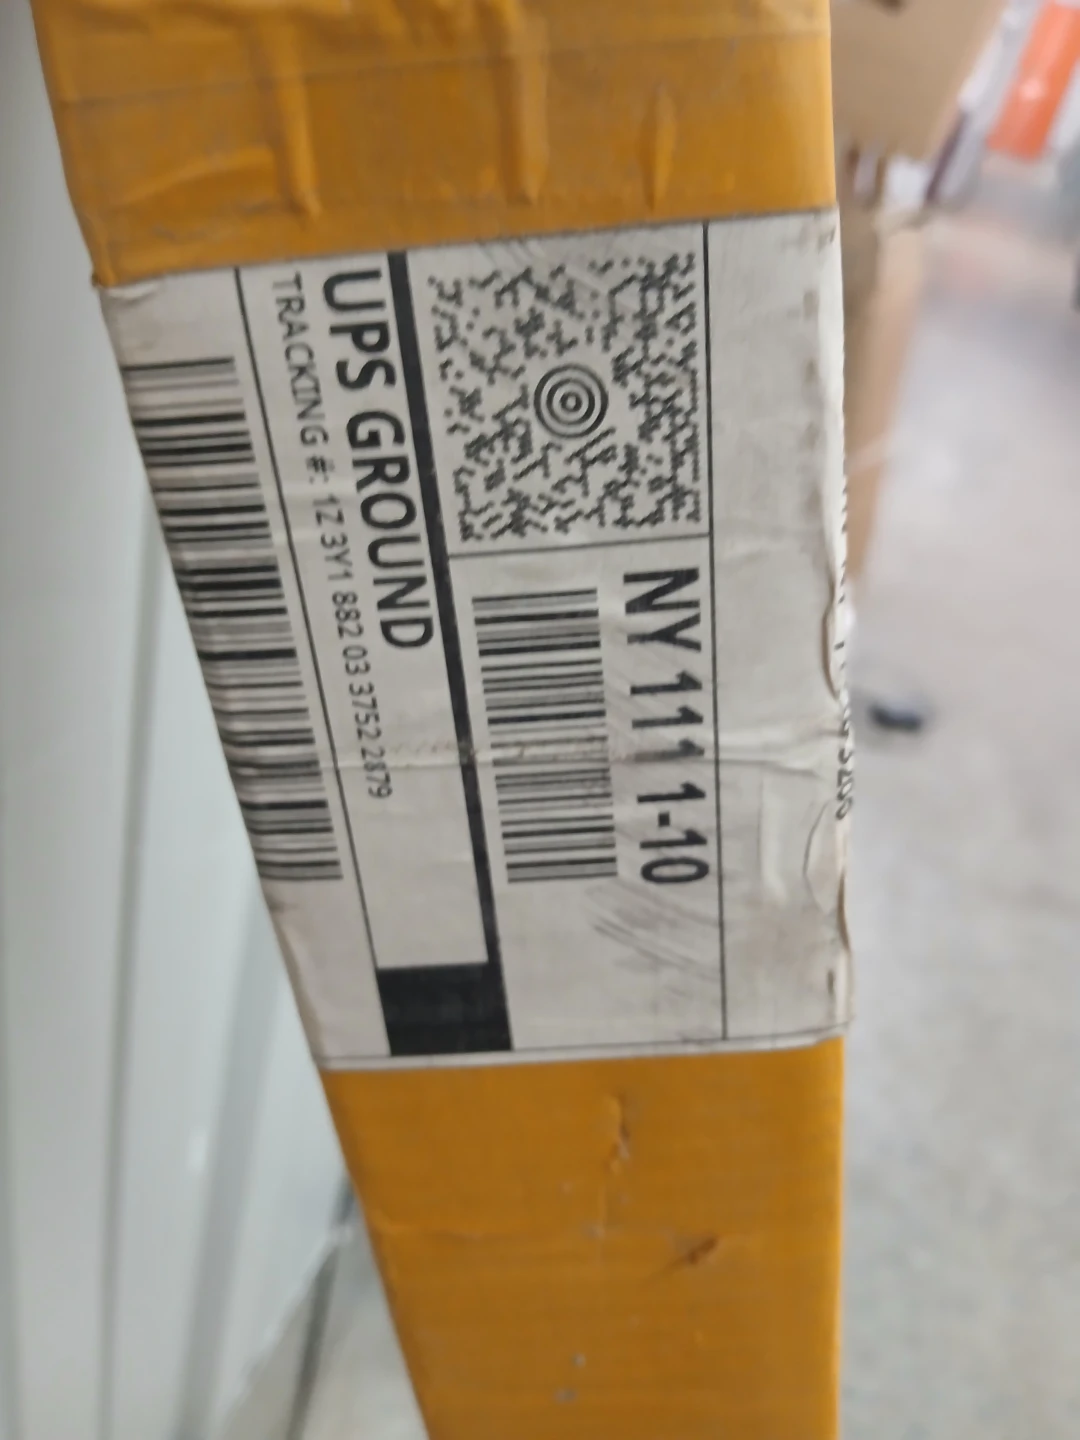 NY 111 1-10
UPS GROUND
TRACKING #: 1Z 3Y1 882 03 3752 2879